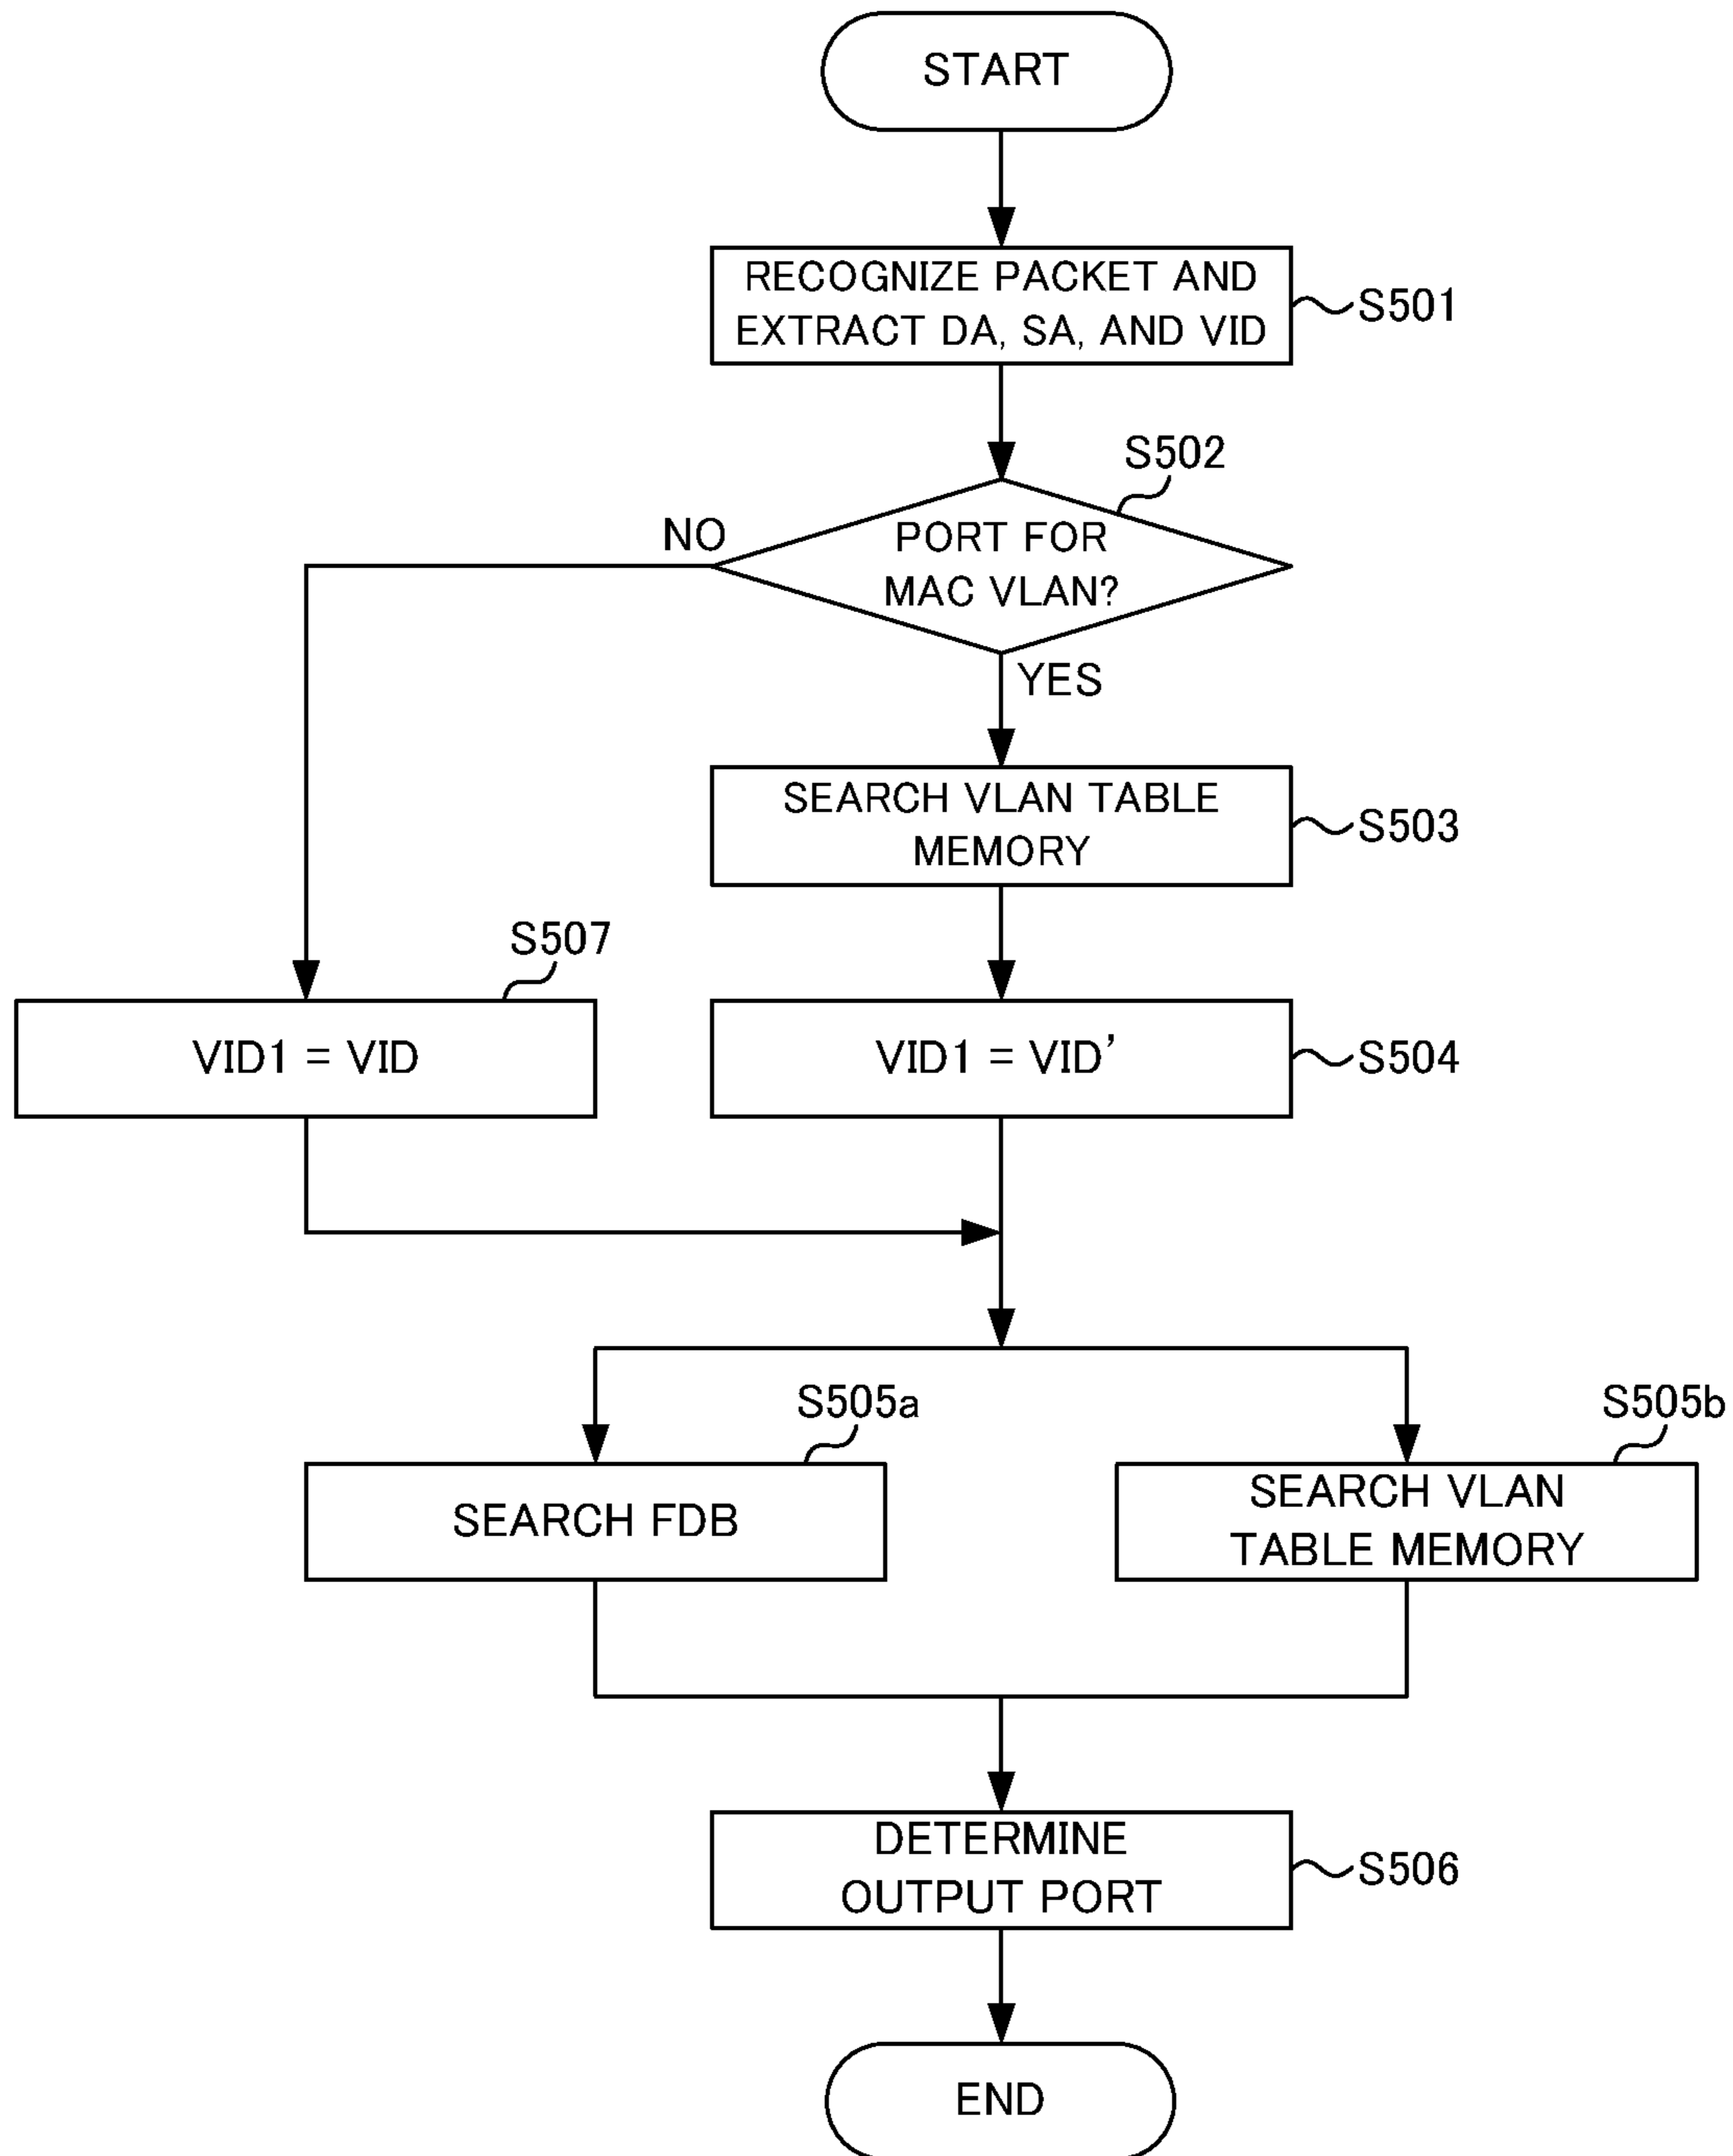 START
RECOGNIZE PACKET AND
EXTRACT DA, SA, AND VID
S501
S502
NO
PORT FOR
MAC VLAN?
YES
SEARCH VLAN TABLE
MEMORY
S503
S507
VID1 = VID
VID1 = VID’
S504
S505a
S505b
SEARCH FDB
SEARCH VLAN
TABLE MEMORY
DETERMINE
OUTPUT PORT
S506
END